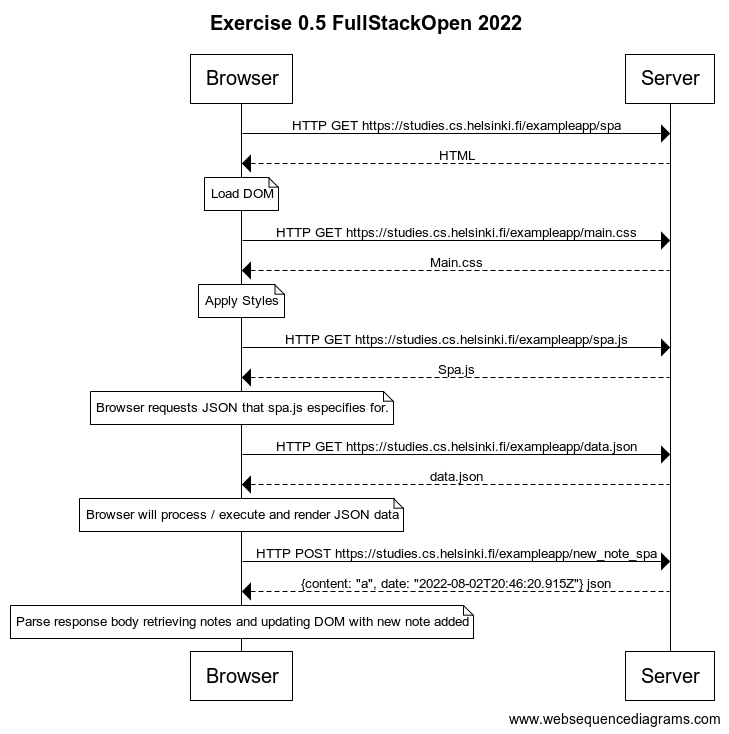 Exercise 0.5 FullStackOpen 2022
Browser Server
HTTP GET https://studies.cs.helsinki.fi/exampleapp/spa
HTML
Load DOM
HTTP GET https://studies.cs.helsinki.fi/exampleapp/main.css
Main.css
Apply Styles
HTTP GET https://studies.cs.helsinki.fi/exampleapp/spa.js
Spa.js
Browser requests JSON that spa.js especifies for.
HTTP GET https://studies.cs.helsinki.fi/exampleapp/data.json
data.json
Browser will process / execute and render JSON data
HTTP POST https://studies.cs.helsinki.fi/exampleapp/new_note_spa
{content: "a", date: "2022-08-02T20:46:20.915Z"} json
Parse response body retrieving notes and updating DOM with new note added
Browser Server
www.websequencediagrams.com